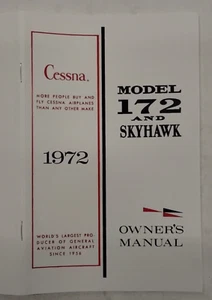 Cessna.
MORE PEOPLE BUY AND
FLY CESSNA AIRPLANES
THAN ANY OTHER MAKE
1972
WORLD'S LARGEST PRO-
DUCER OF GENERAL
AVIATION AIRCRAFT
SINCE 1956
MODEL
172
AND
SKYHAWK
OWNER'S
MANUAL